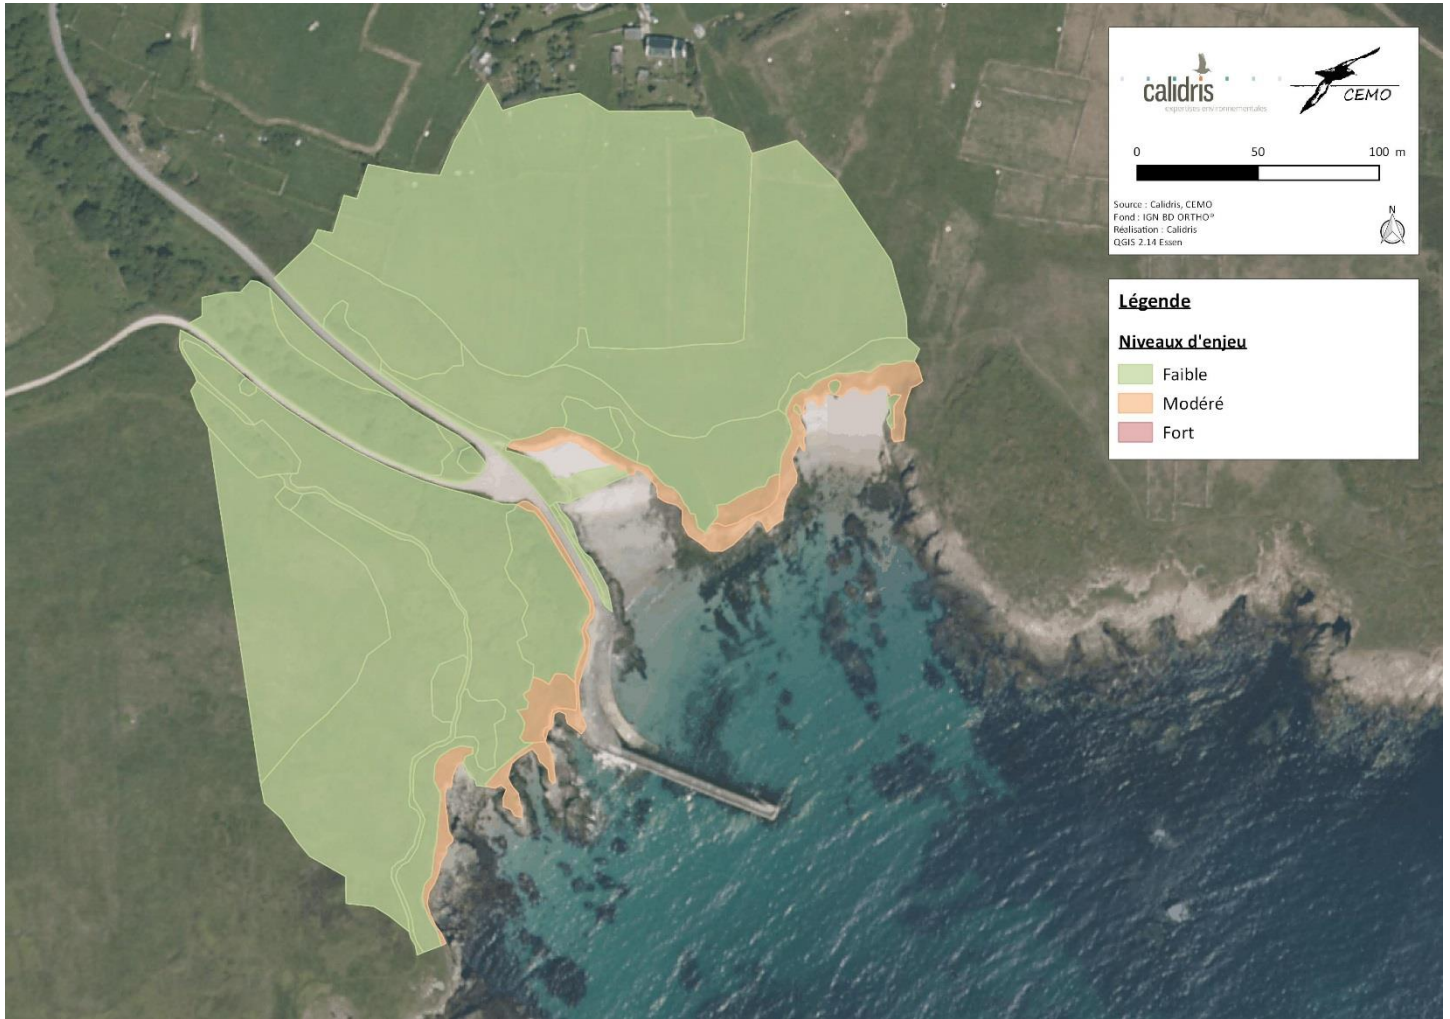 calidris
expertises environnementales
CEMO
0 50 100 m
Source : Calidris, CEMO
Fond : IGN BD ORTHO®
Réalisation : Calidris
QGIS 2.14 Essen
N
Légende
Niveaux d'enjeu
Faible
Modéré
Fort